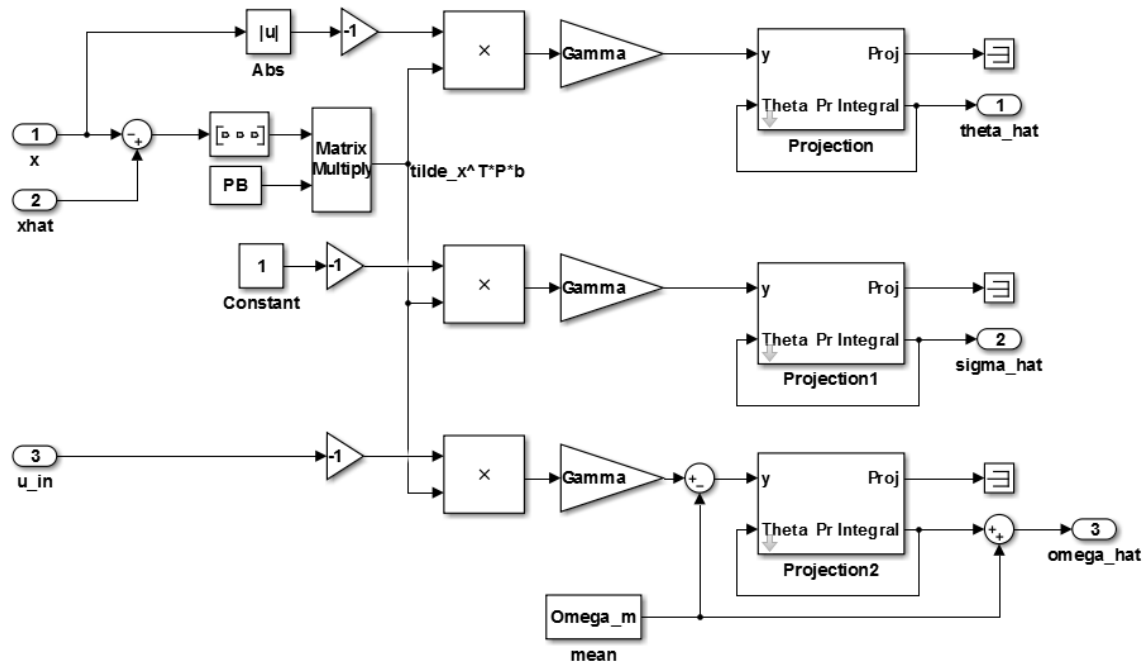 |u|
-1
Abs
×
Gamma
y
Proj
Theta Pr Integral
Projection
1
theta_hat
1
x
-
+
2
xhat
PB
Matrix
Multiply
tilde_x^T*P*b
1
Constant
-1
×
Gamma
y
Proj
Theta Pr Integral
Projection1
2
sigma_hat
3
u_in
-1
×
Gamma
+
-
y
Proj
Theta Pr Integral
Projection2
+
+
3
omega_hat
Omega_m
mean